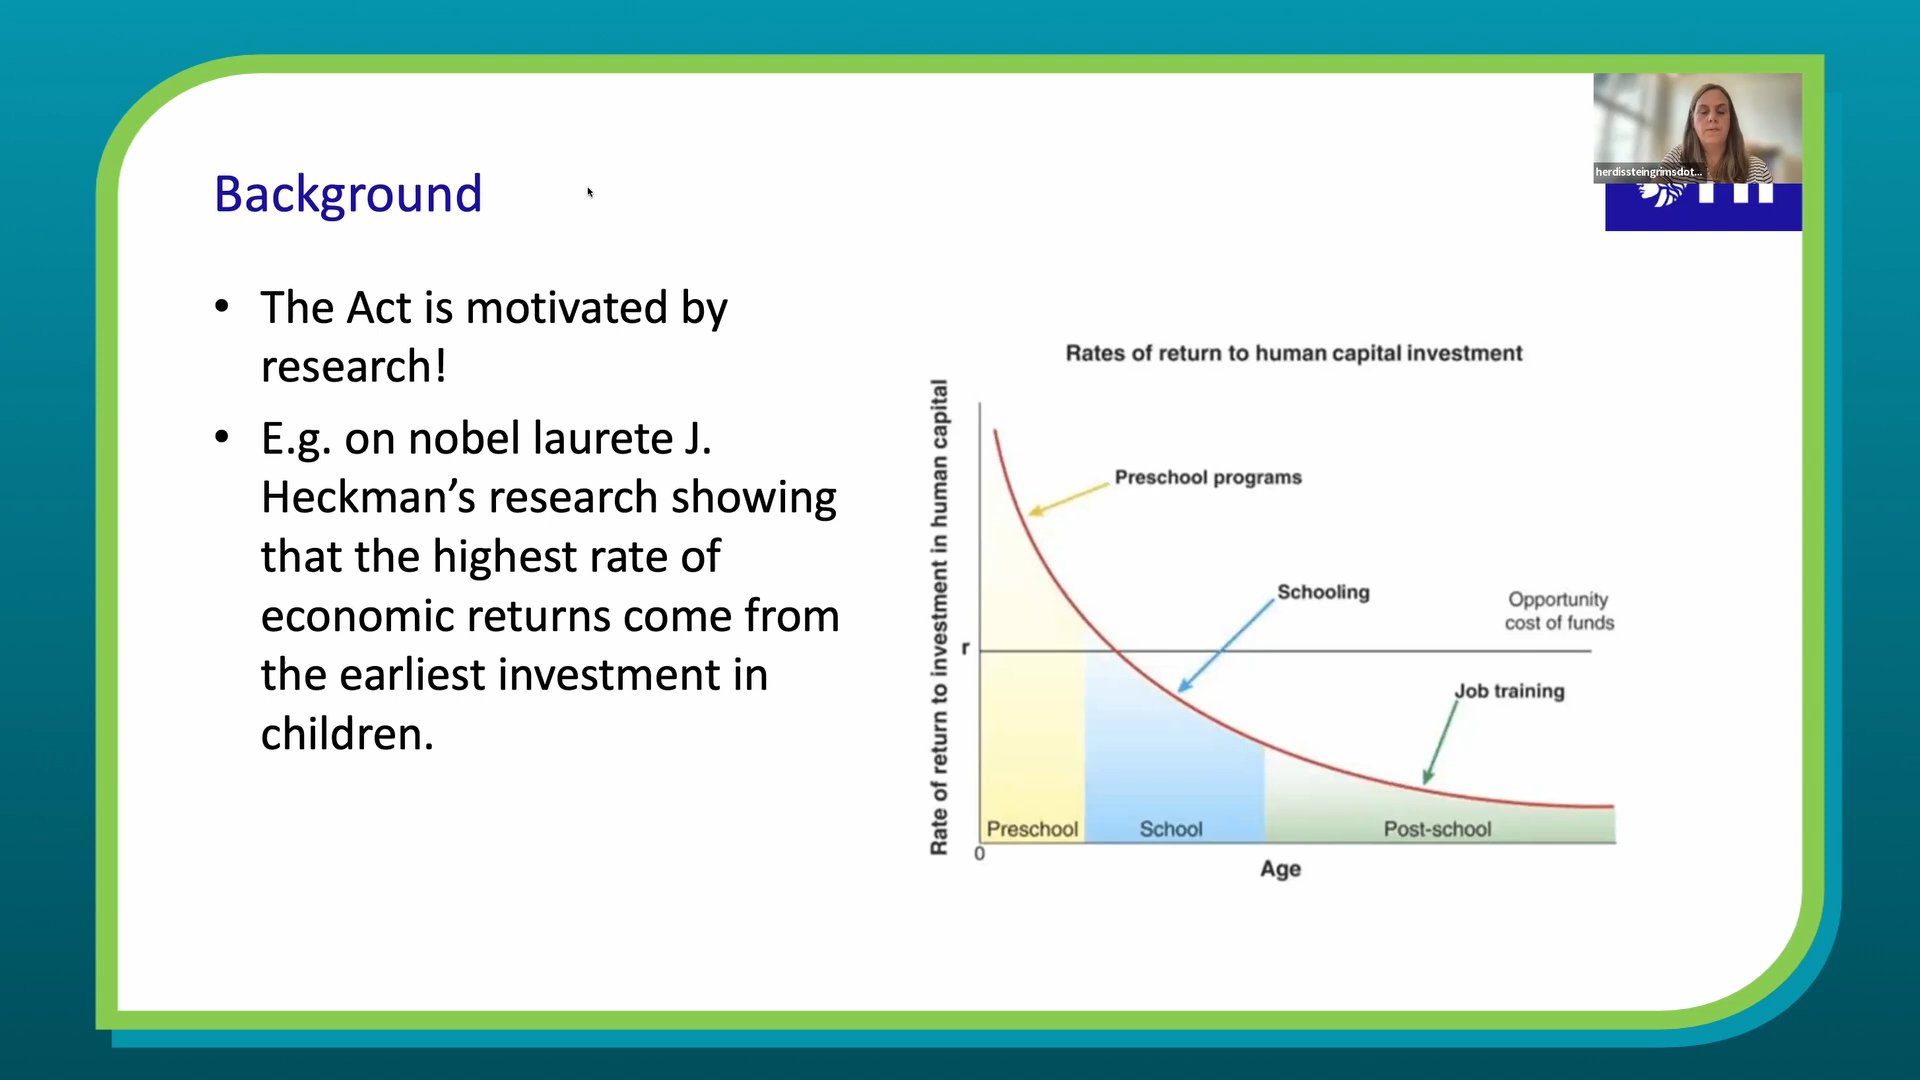 herdissteingrimsdot...
Background
• The Act is motivated by
research!
• E.g. on nobel laurete J.
Heckman’s research showing
that the highest rate of
economic returns come from
the earliest investment in
children.
Rates of return to human capital investment
Rate of return to investment in human capital
Preschool programs
Schooling
Opportunity
cost of funds
r
Job training
Preschool
School
Post-school
0
Age